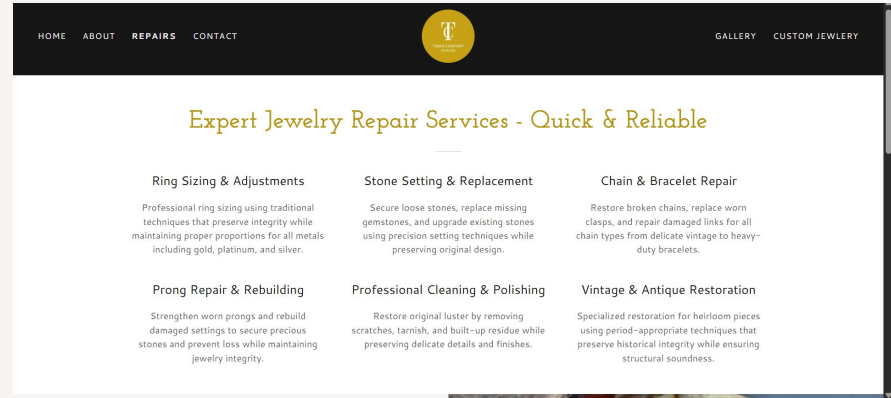 HOME ABOUT REPAIRS CONTACT
TC
GALLERY CUSTOM JEWLERY
Expert Jewelry Repair Services - Quick & Reliable
Ring Sizing & Adjustments
Professional ring sizing using traditional
techniques that preserve integrity while
maintaining proper proportions for all metals
including gold, platinum, and silver.
Stone Setting & Replacement
Secure loose stones, replace missing
gemstones, and upgrade existing stones
using precision setting techniques while
preserving original design.
Chain & Bracelet Repair
Restore broken chains, replace worn
clasps, and repair damaged links for all
chain types from delicate vintage to heavy-
duty bracelets.
Prong Repair & Rebuilding
Strengthen worn prongs and rebuild
damaged settings to secure precious
stones and prevent loss while maintaining
jewelry integrity.
Professional Cleaning & Polishing
Restore original luster by removing
scratches, tarnish, and built-up residue while
preserving delicate details and finishes.
Vintage & Antique Restoration
Specialized restoration for heirloom pieces
using period-appropriate techniques that
preserve historical integrity while ensuring
structural soundness.